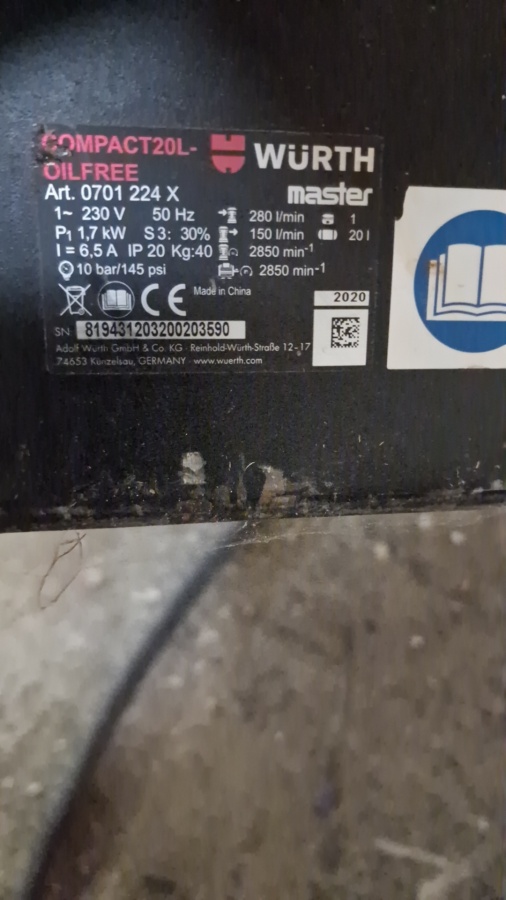 COMPACT20L-
OILFREE
WÜRTH
master
Art. 0701 224 X
1~ 230 V 50 Hz 280 l/min 1
P₁ 1,7 kW S3: 30% 150 l/min 20 l
I = 6,5 A IP 20 Kg:40 2850 min⁻¹
10 bar/145 psi 2850 min⁻¹
CE
Made in China
2020
SN: 819431203200203590
Adolf Würth GmbH & Co. KG · Reinhold-Würth-Straße 12-17
74653 Künzelsau, GERMANY · www.wuerth.com